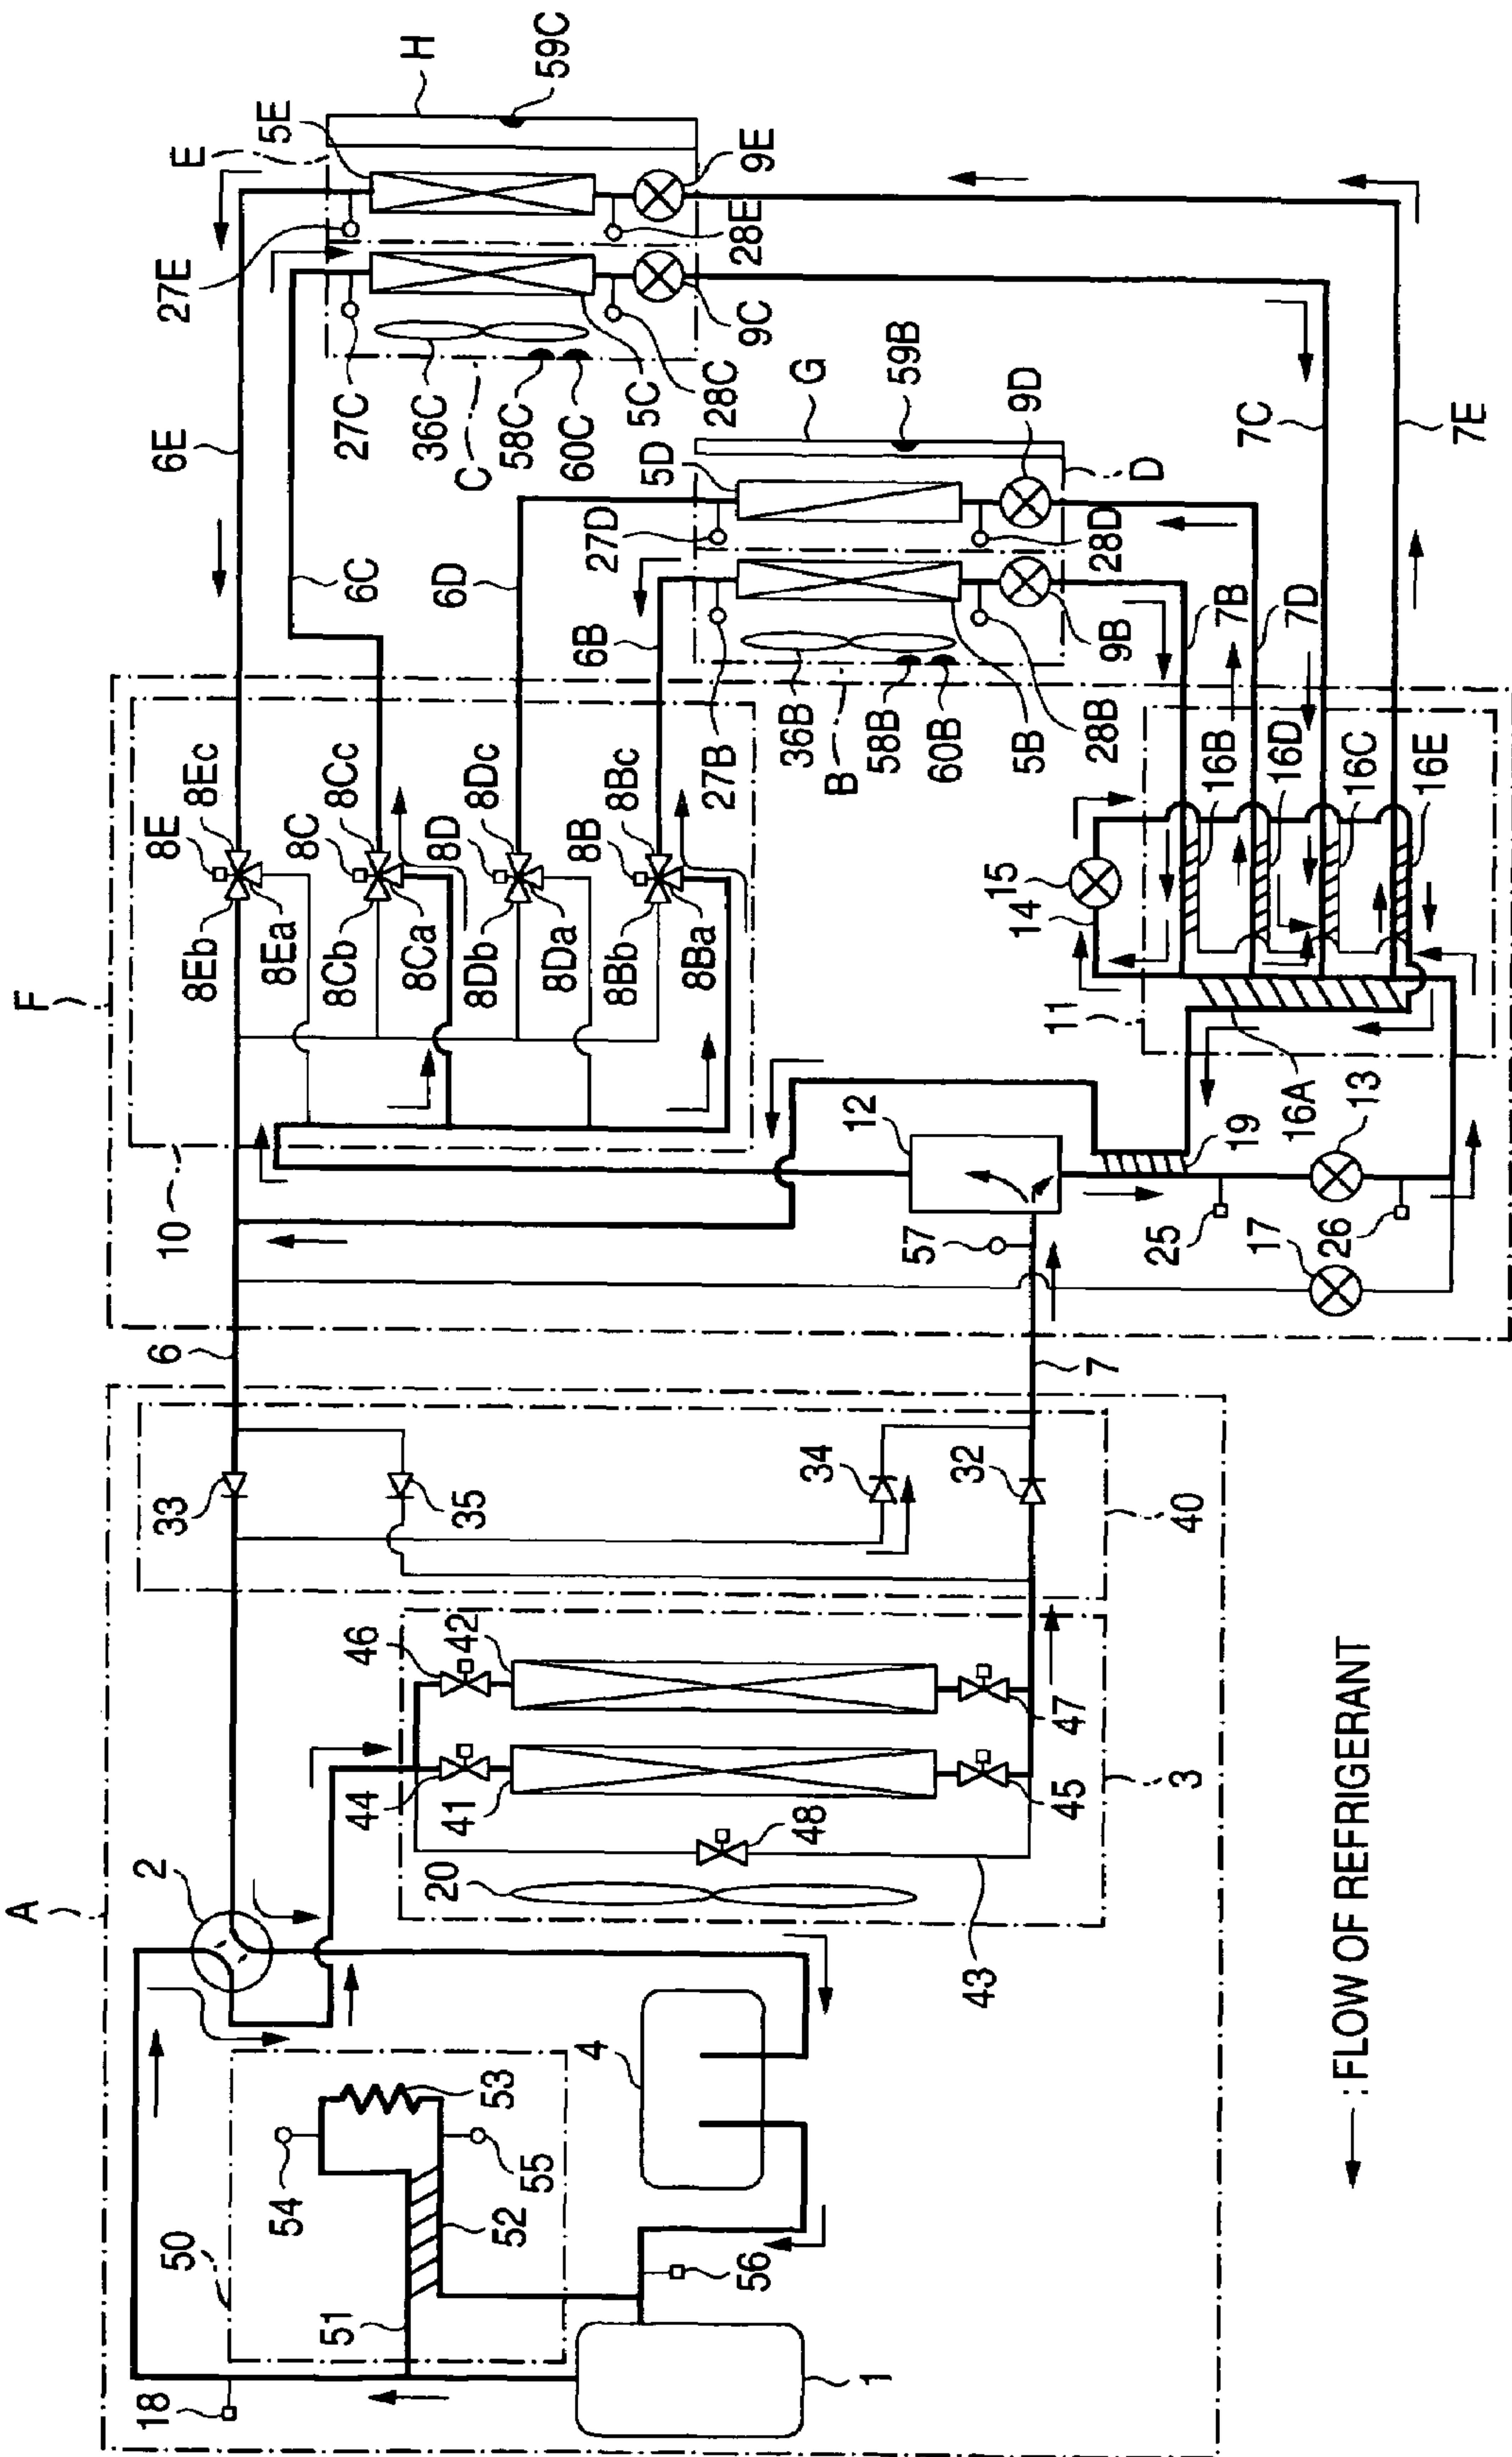 A
F
18
50
2
33
6
10
8Eb
8E
8Ec
6E
E
27E
5E
H
54
8Ea
8Cb
8C
8Cc
6C
27C
59C
51
44
46
35
8Ca
36C
53
41
42
8Db
8D
8Dc
6D
C
58C
20
8Da
60C
52
55
4
8Bb
8B
8Bc
6B
5C
28C
28E
9E
8Ba
27D
5D
9C
56
48
34
12
27B
36B
B
G
1
58B
59B
43
32
57
14
15
60B
9D
45
47
11
5B
28B
28D
9B
D
3
40
7
25
19
16A
16B
7B
17
13
16D
7D
7C
26
16C
16E
7E
: FLOW OF REFRIGERANT